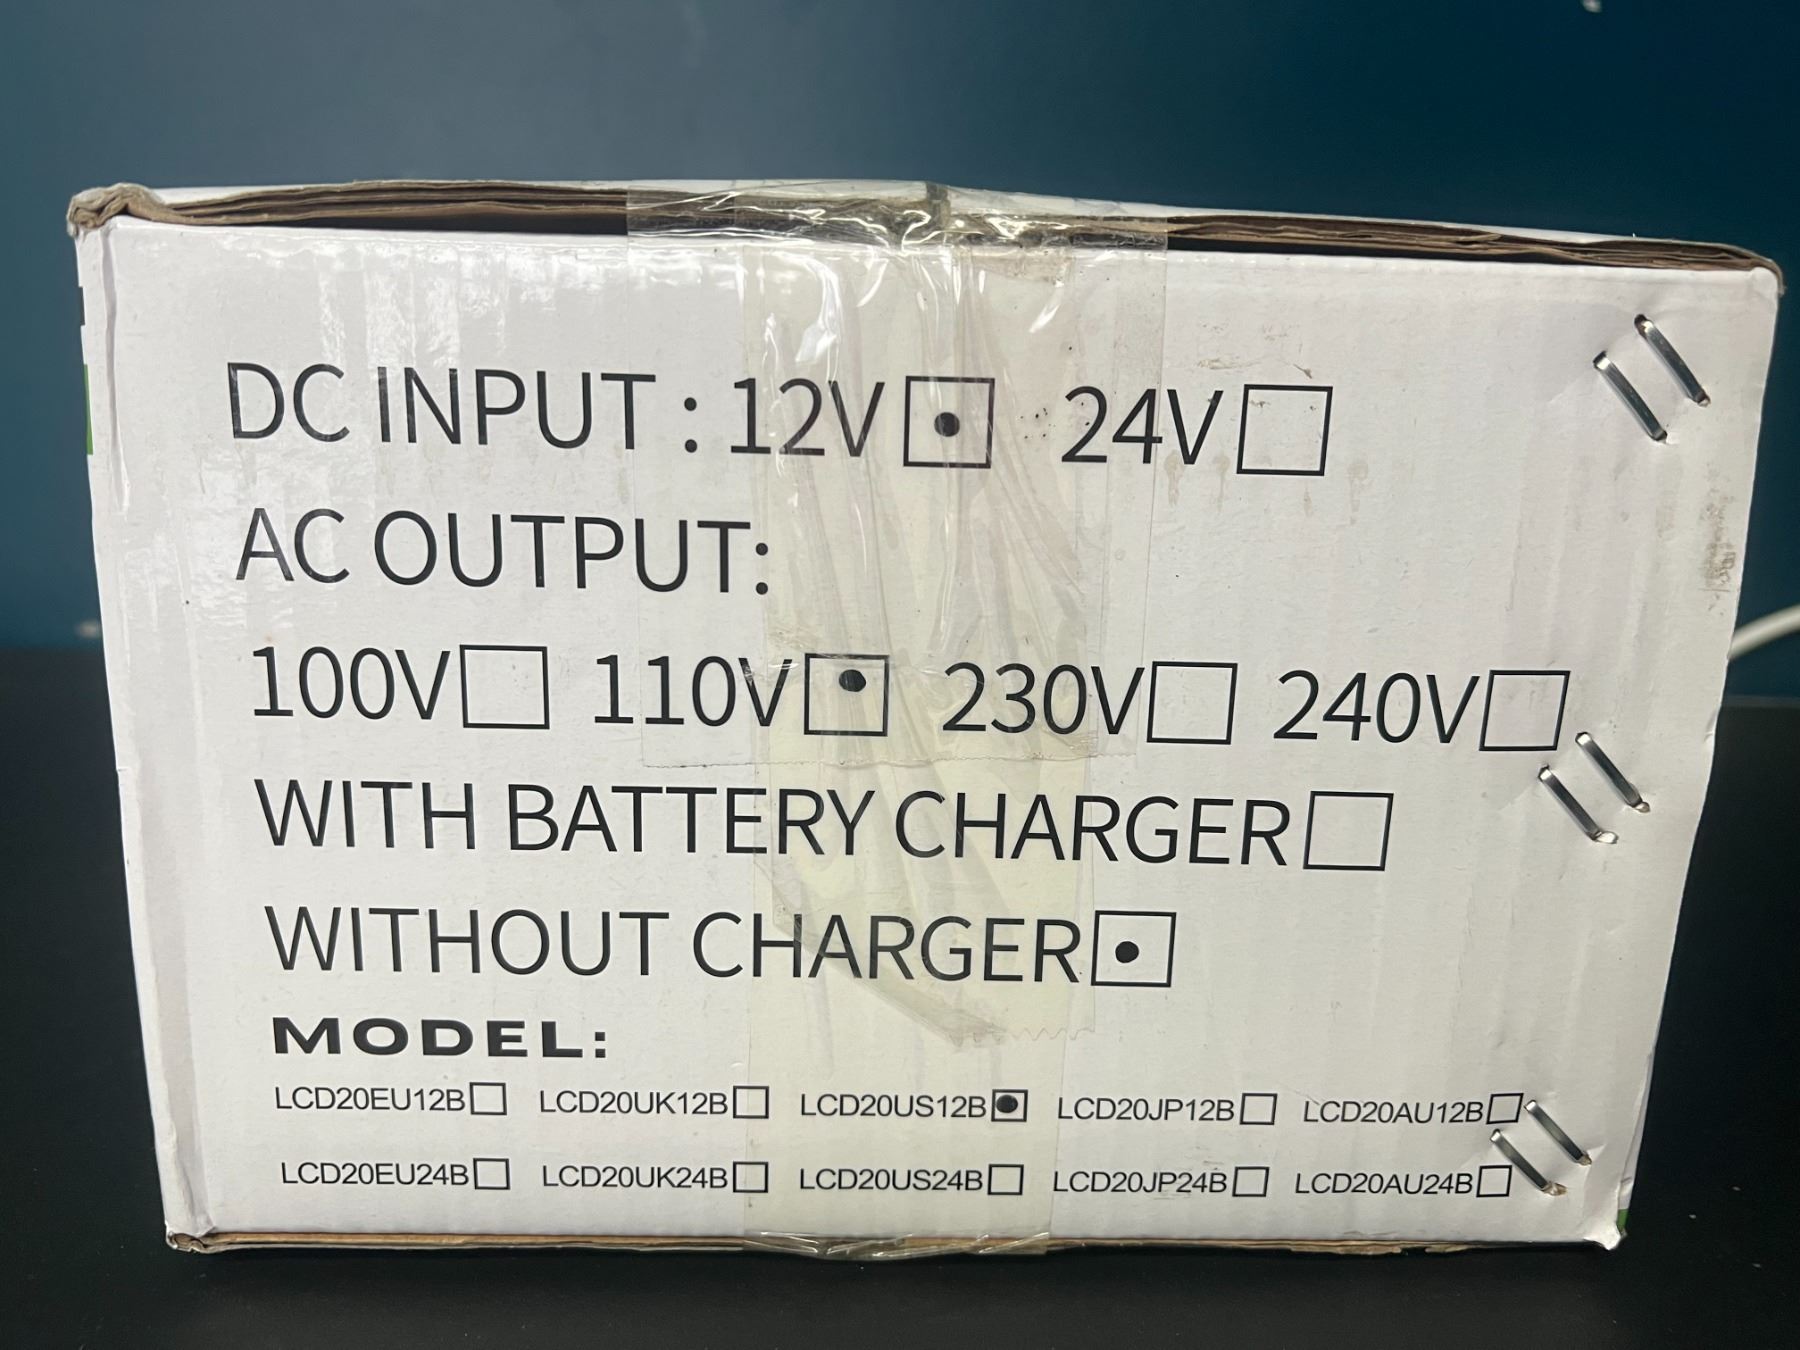 DC INPUT : 12V 24V
AC OUTPUT:
100V 110V 230V 240V
WITH BATTERY CHARGER
WITHOUT CHARGER
MODEL:
LCD20EU12B LCD20UK12B LCD20US12B LCD20JP12B LCD20AU12B
LCD20EU24B LCD20UK24B LCD20US24B LCD20JP24B LCD20AU24B